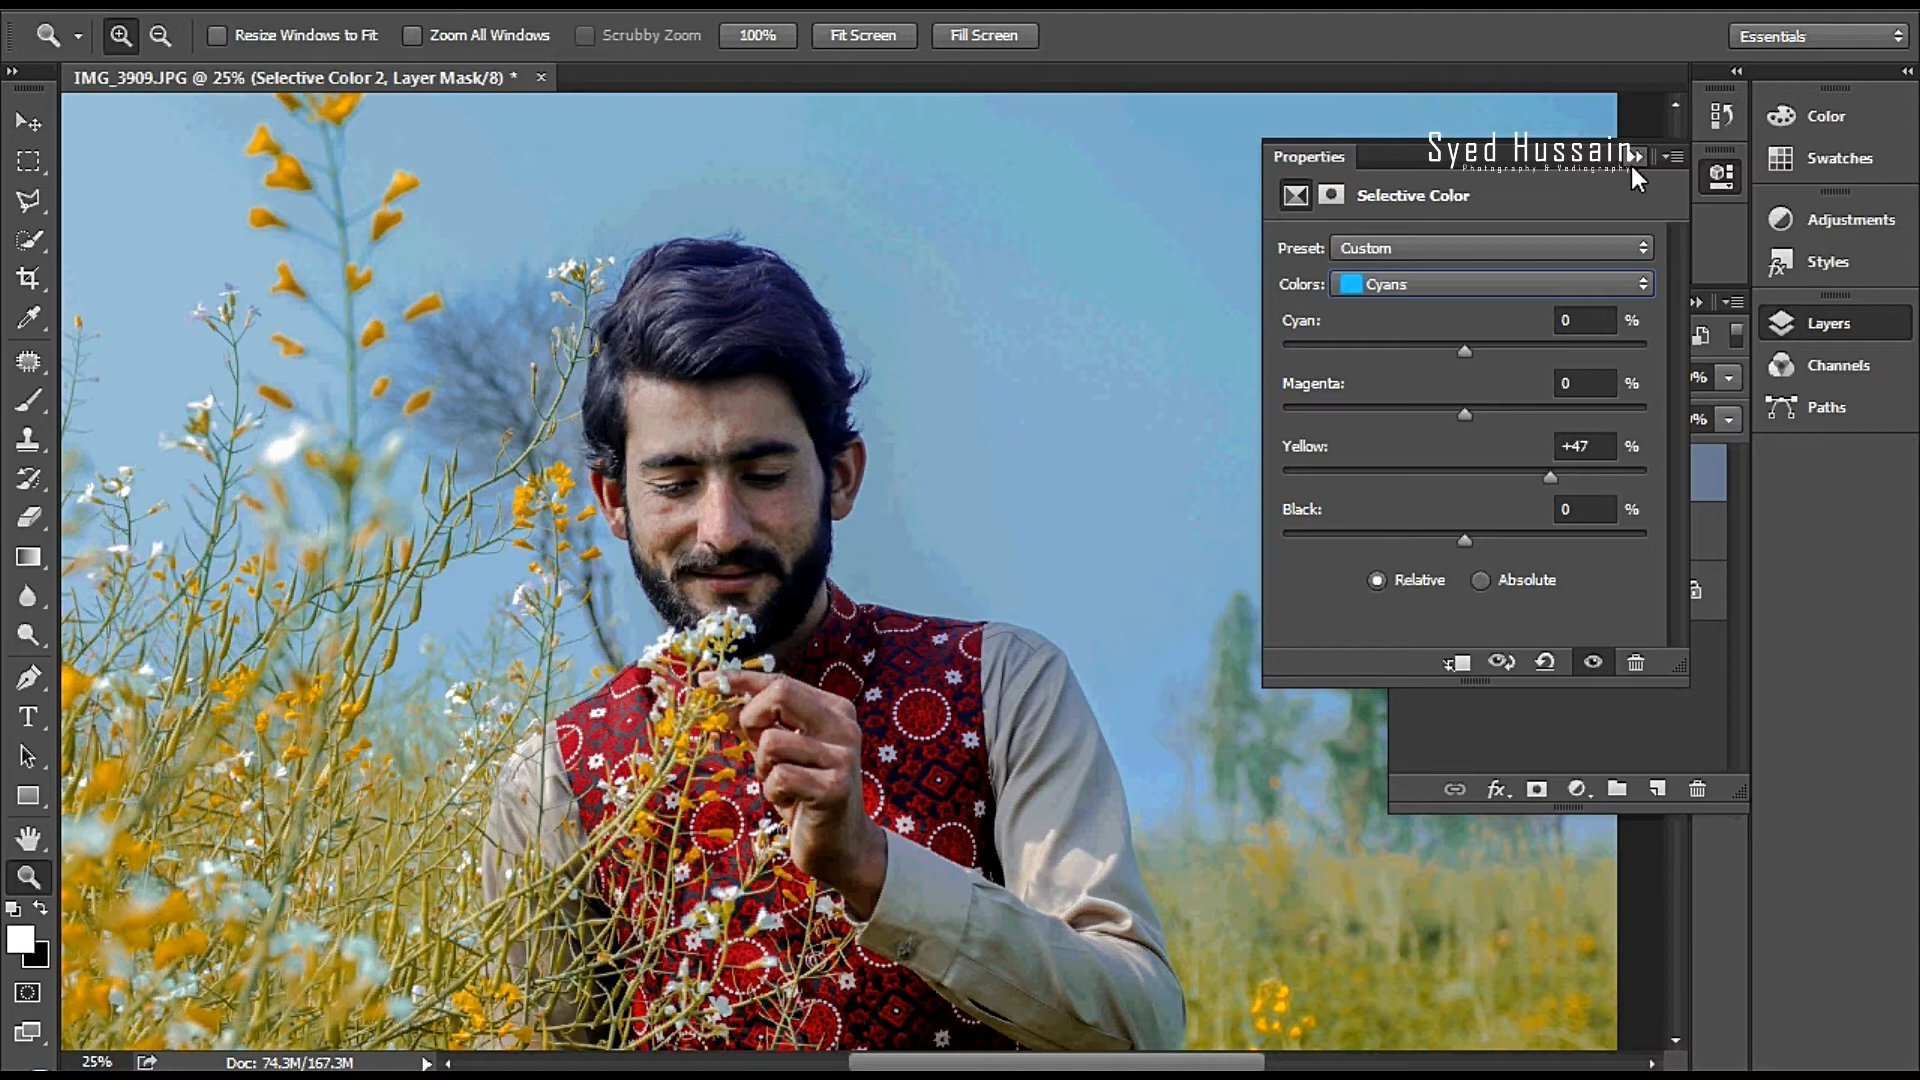 Resize Windows to Fit
Zoom All Windows
Scrubby Zoom
100%
Fit Screen
Fill Screen
Essentials
IMG_3909.JPG @ 25% (Selective Color 2, Layer Mask/8) *
Properties
Syed Hussain
Photography & Vediography
Selective Color
Preset: Custom
Colors: Cyans
Cyan: 0 %
Magenta: 0 %
Yellow: +47 %
Black: 0 %
Relative
Absolute
Color
Swatches
Adjustments
Styles
Layers
Channels
Paths
%
%
fx
T
25%
Doc: 74.3M/167.3M